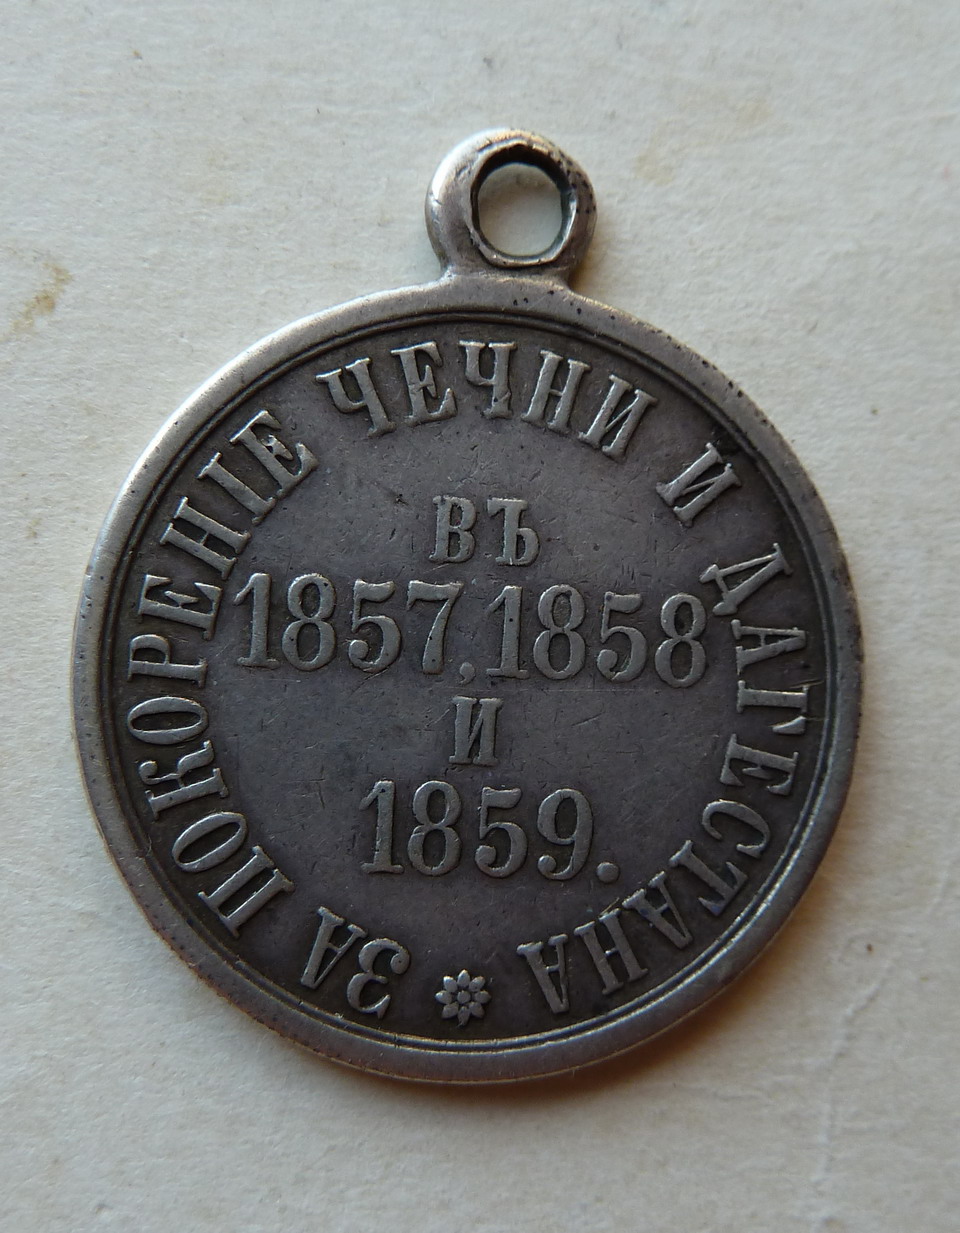 ЗА ПОКОРЕНІЕ ЧЕЧНИ И ДАГЕСТАНА
ВЪ
1857, 1858
И
1859.